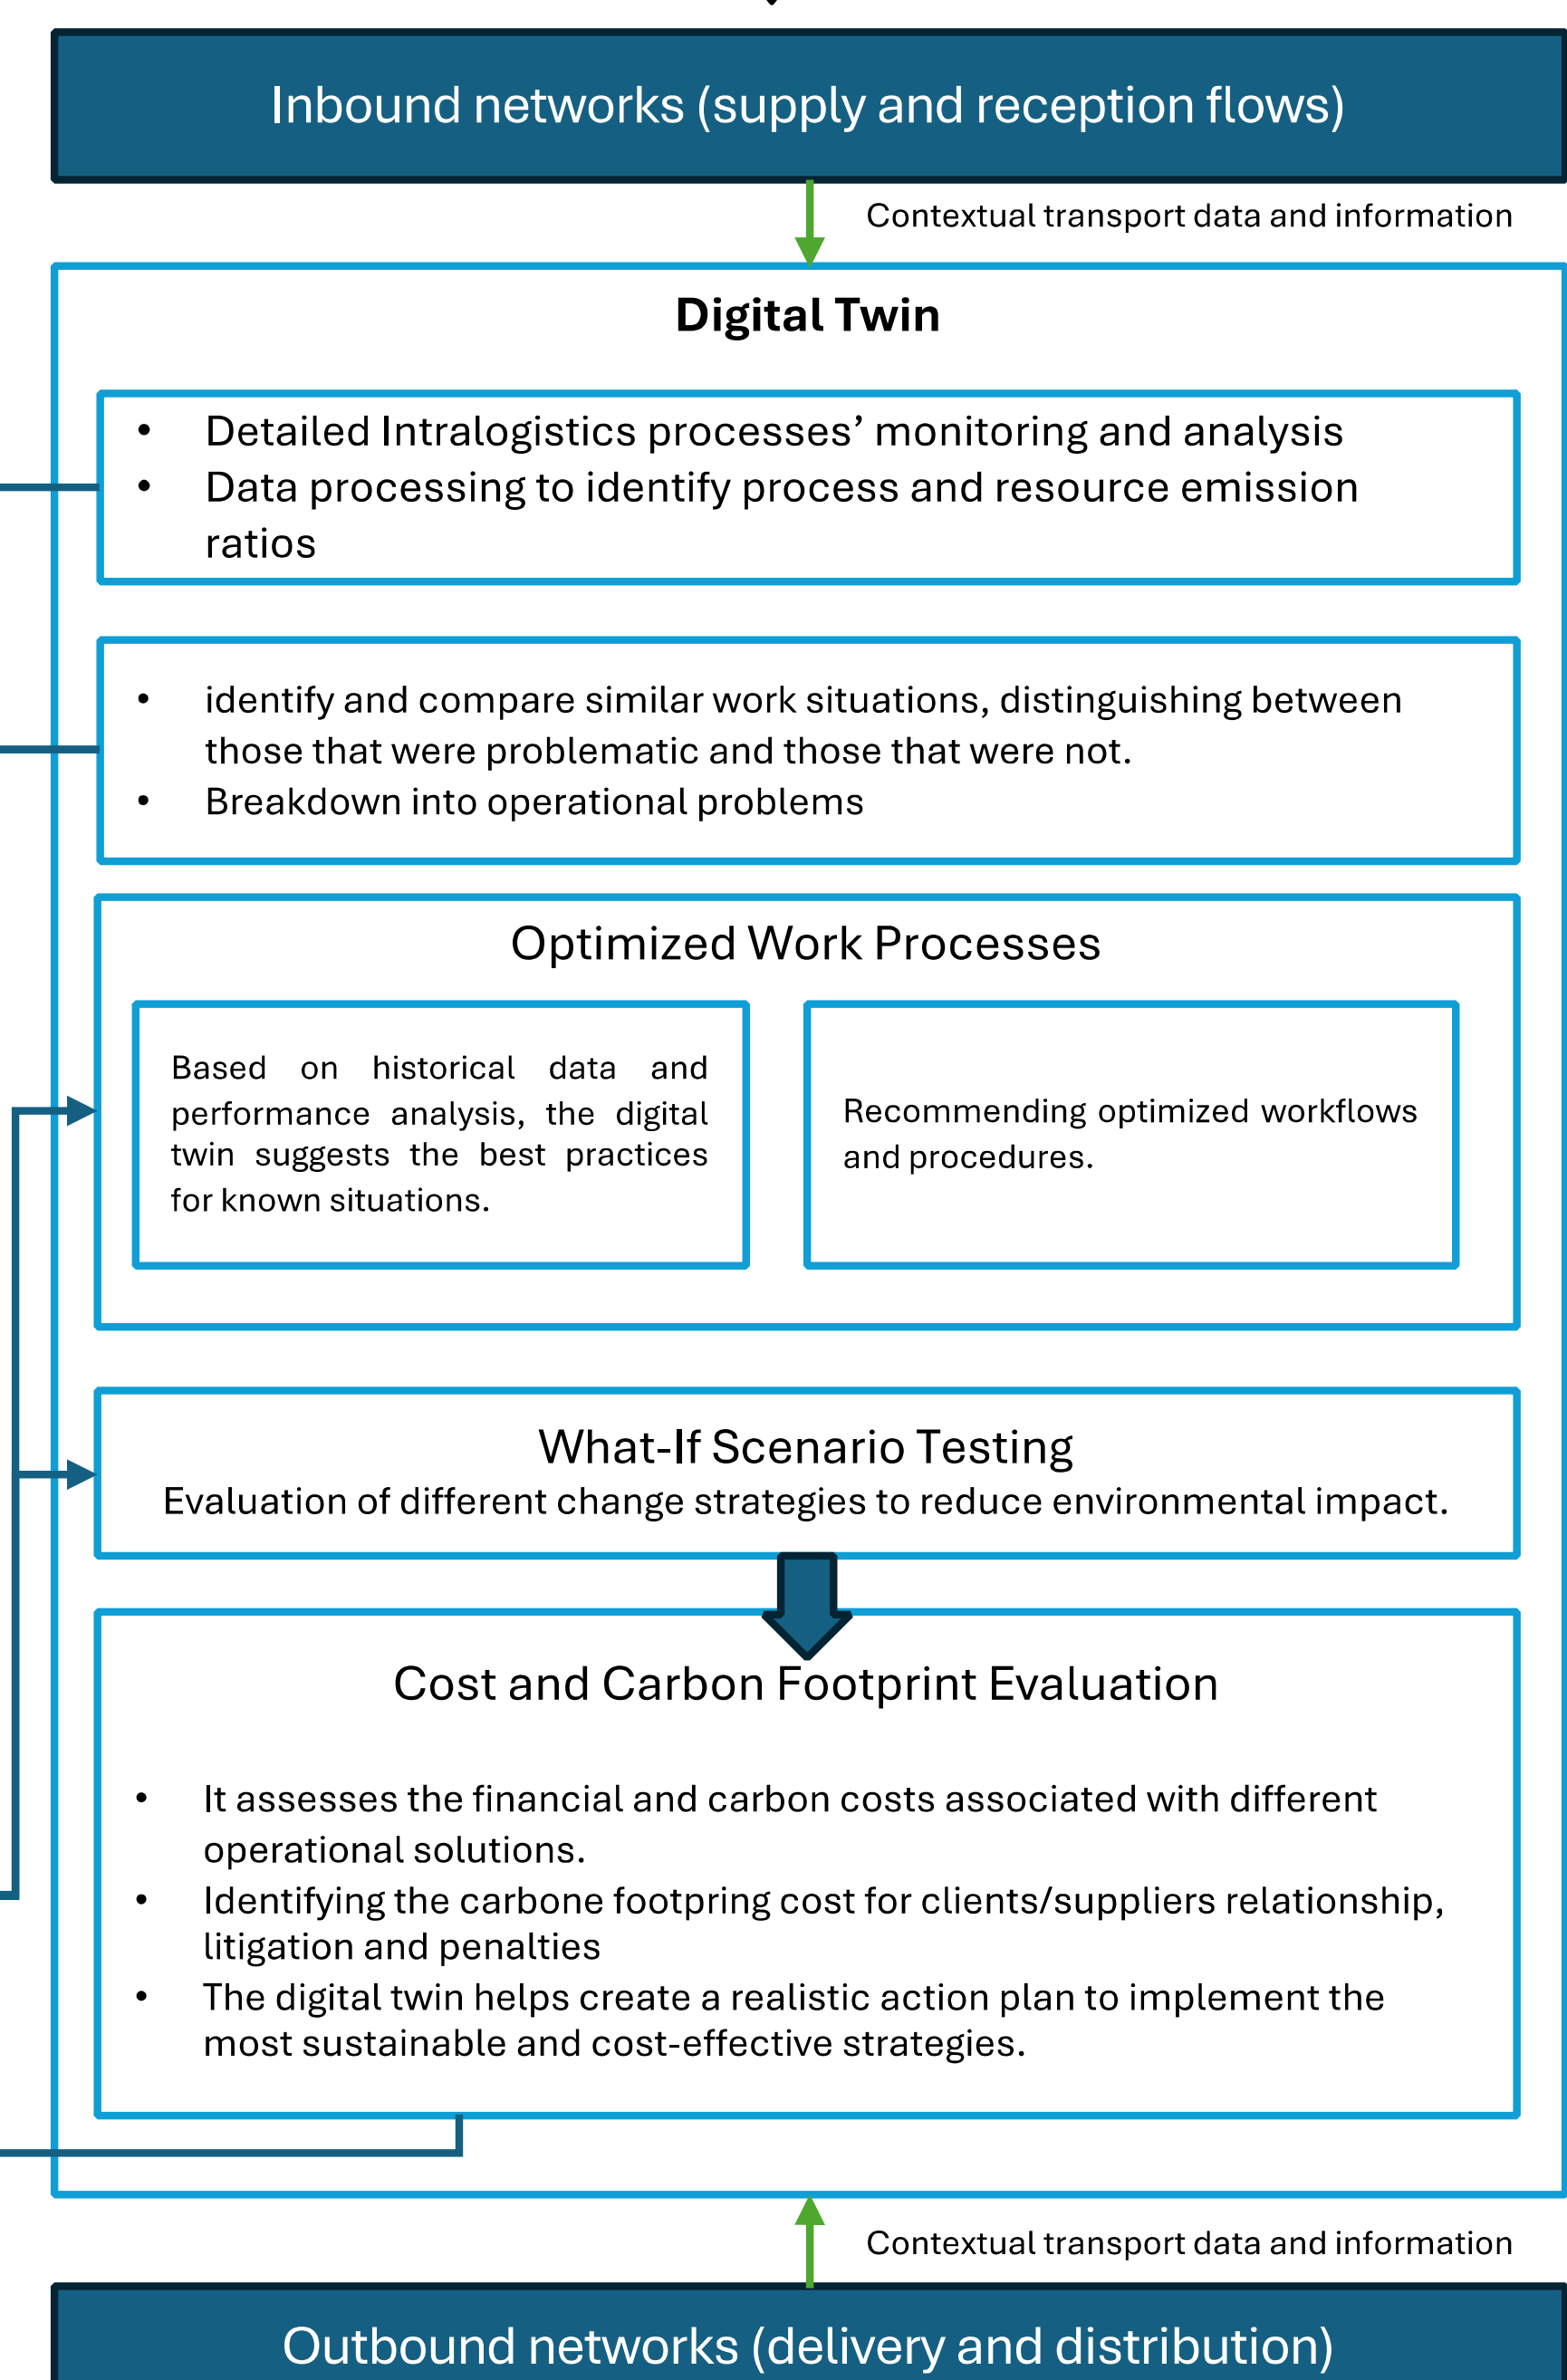 Inbound networks (supply and reception flows)
Contextual transport data and information
Digital Twin
• Detailed Intralogistics processes’ monitoring and analysis
• Data processing to identify process and resource emission
ratios
• identify and compare similar work situations, distinguishing between
those that were problematic and those that were not.
• Breakdown into operational problems
Optimized Work Processes
Based on historical data and
performance analysis, the digital
twin suggests the best practices
for known situations.
Recommending optimized workflows
and procedures.
What-If Scenario Testing
Evaluation of different change strategies to reduce environmental impact.
Cost and Carbon Footprint Evaluation
• It assesses the financial and carbon costs associated with different
operational solutions.
• Identifying the carbone footpring cost for clients/suppliers relationship,
litigation and penalties
• The digital twin helps create a realistic action plan to implement the
most sustainable and cost-effective strategies.
Contextual transport data and information
Outbound networks (delivery and distribution)